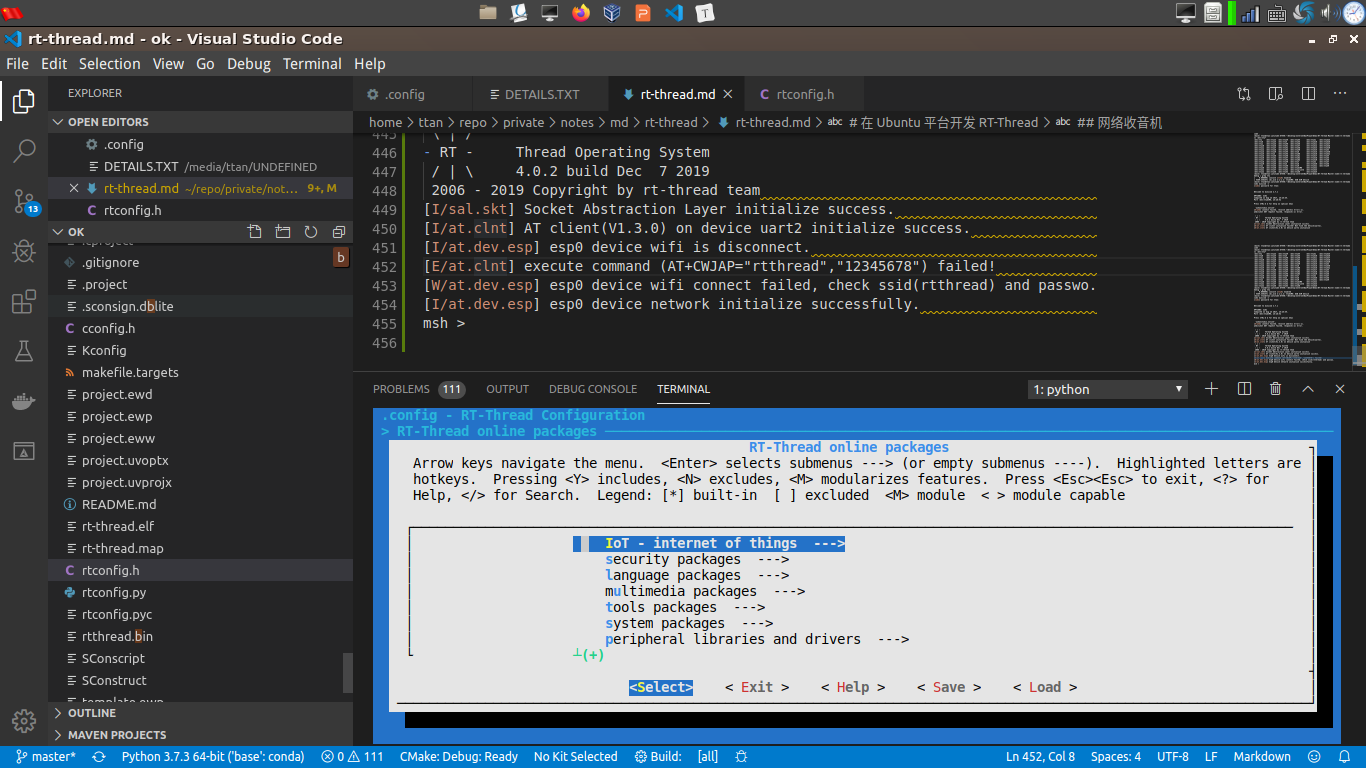 rt-thread.md - ok - Visual Studio Code
File Edit Selection View Go Debug Terminal Help
EXPLORER
OPEN EDITORS
.config
DETAILS.TXT /media/ttan/UNDEFINED
rt-thread.md ~/repo/private/not... 9+, M
rtconfig.h
OK
.gitignore
b
.project
.sconsign.dblite
cconfig.h
Kconfig
makefile.targets
project.ewd
project.ewp
project.eww
project.uvoptx
project.uvprojx
README.md
rt-thread.elf
rt-thread.map
rtconfig.h
rtconfig.py
rtconfig.pyc
rtthread.bin
SConscript
SConstruct
template.ewp
OUTLINE
MAVEN PROJECTS
13
.config DETAILS.TXT rt-thread.md rtconfig.h
home > ttan > repo > private > notes > md > rt-thread > rt-thread.md > abc # 在 Ubuntu 平台开发 RT-Thread > abc ## 网络收音机
445 \ | /
446 - RT - Thread Operating System
447 / | \ 4.0.2 build Dec 7 2019
448 2006 - 2019 Copyright by rt-thread team
449 [I/sal.skt] Socket Abstraction Layer initialize success.
450 [I/at.clnt] AT client(V1.3.0) on device uart2 initialize success.
451 [I/at.dev.esp] esp0 device wifi is disconnect.
452 [E/at.clnt] execute command (AT+CWJAP="rtthread","12345678") failed!
453 [W/at.dev.esp] esp0 device wifi connect failed, check ssid(rtthread) and passwo.
454 [I/at.dev.esp] esp0 device network initialize successfully.
455 msh >
456
PROBLEMS 111 OUTPUT DEBUG CONSOLE TERMINAL 1: python
.config - RT-Thread Configuration
> RT-Thread online packages
RT-Thread online packages
Arrow keys navigate the menu. <Enter> selects submenus ---> (or empty submenus ----). Highlighted letters are
hotkeys. Pressing <Y> includes, <N> excludes, <M> modularizes features. Press <Esc><Esc> to exit, <?> for
Help, </> for Search. Legend: [*] built-in [ ] excluded <M> module < > module capable
IoT - internet of things --->
security packages --->
language packages --->
multimedia packages --->
tools packages --->
system packages --->
peripheral libraries and drivers --->
┴(+)
<Select> < Exit > < Help > < Save > < Load >
master* Python 3.7.3 64-bit ('base': conda) 0 111 CMake: Debug: Ready No Kit Selected Build: [all] Ln 452, Col 8 Spaces: 4 UTF-8 LF Markdown